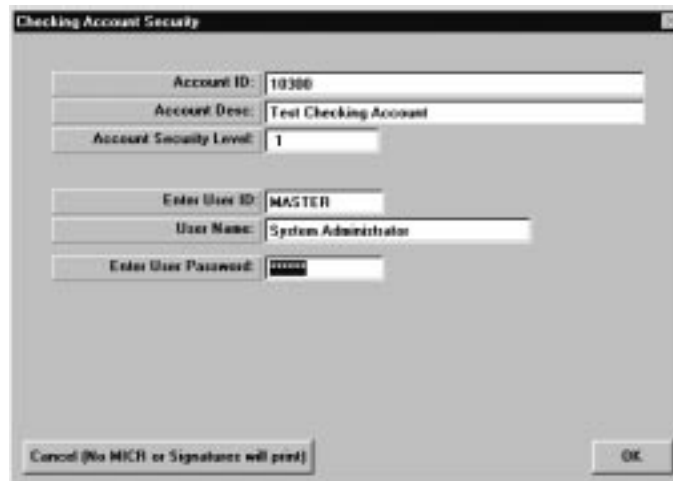 Checking Account Security
Account ID: 10300
Account Desc: Test Checking Account
Account Security Level: 1
Enter User ID: MASTER
User Name: System Administrator
Enter User Password: ******
Cancel (No MICR or Signatures will print) OK